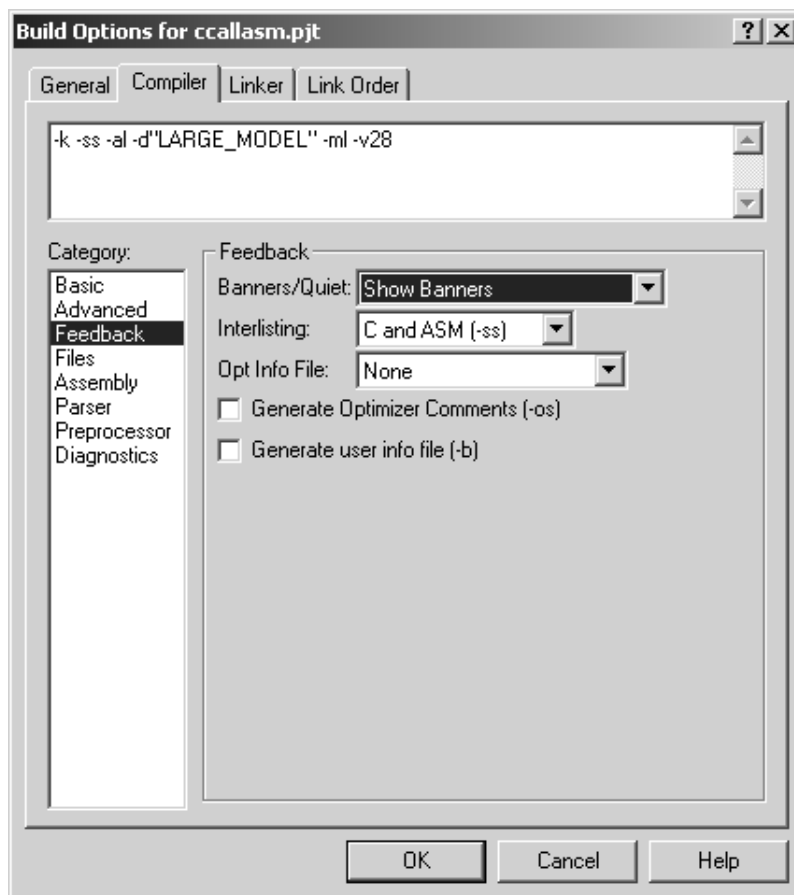 Build Options for ccallasm.pjt
General Compiler Linker Link Order
-k -ss -al -d"LARGE_MODEL" -ml -v28
Category:
Basic
Advanced
Feedback
Files
Assembly
Parser
Preprocessor
Diagnostics
Feedback
Banners/Quiet: Show Banners
Interlisting: C and ASM (-ss)
Opt Info File: None
Generate Optimizer Comments (-os)
Generate user info file (-b)
OK Cancel Help